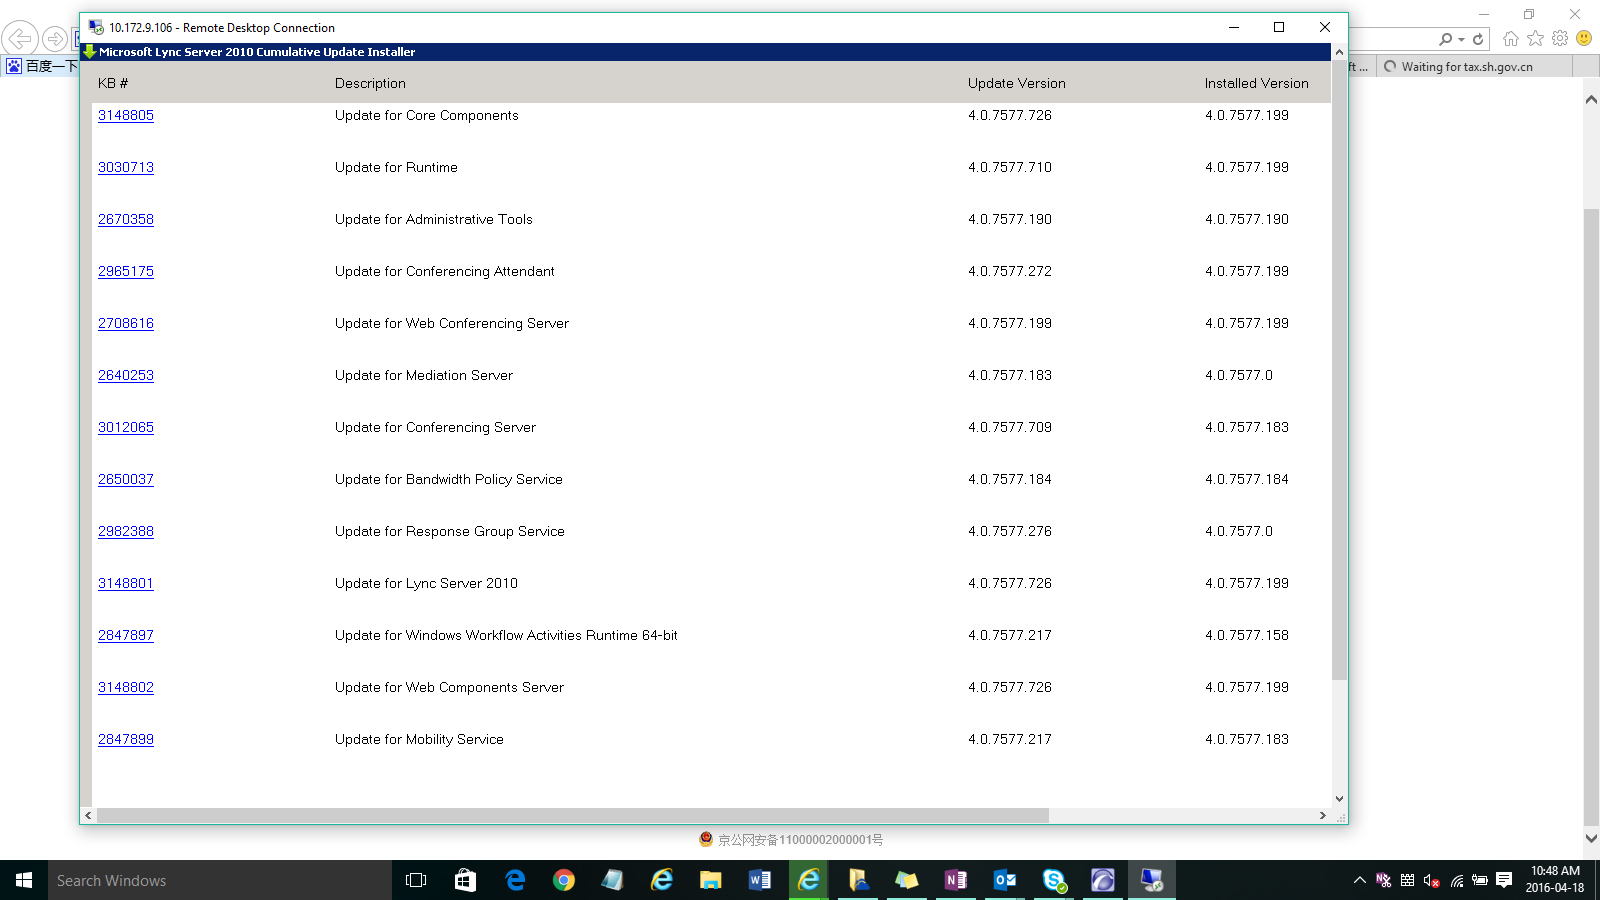 10.172.9.106 - Remote Desktop Connection
Microsoft Lync Server 2010 Cumulative Update Installer
百度一下
ft ...
Waiting for tax.sh.gov.cn
KB # Description Update Version Installed Version
3148805 Update for Core Components 4.0.7577.726 4.0.7577.199
3030713 Update for Runtime 4.0.7577.710 4.0.7577.199
2670358 Update for Administrative Tools 4.0.7577.190 4.0.7577.190
2965175 Update for Conferencing Attendant 4.0.7577.272 4.0.7577.199
2708616 Update for Web Conferencing Server 4.0.7577.199 4.0.7577.199
2640253 Update for Mediation Server 4.0.7577.183 4.0.7577.0
3012065 Update for Conferencing Server 4.0.7577.709 4.0.7577.183
2650037 Update for Bandwidth Policy Service 4.0.7577.184 4.0.7577.184
2982388 Update for Response Group Service 4.0.7577.276 4.0.7577.0
3148801 Update for Lync Server 2010 4.0.7577.726 4.0.7577.199
2847897 Update for Windows Workflow Activities Runtime 64-bit 4.0.7577.217 4.0.7577.158
3148802 Update for Web Components Server 4.0.7577.726 4.0.7577.199
2847899 Update for Mobility Service 4.0.7577.217 4.0.7577.183
京公网安备11000002000001号
Search Windows
10:48 AM
2016-04-18